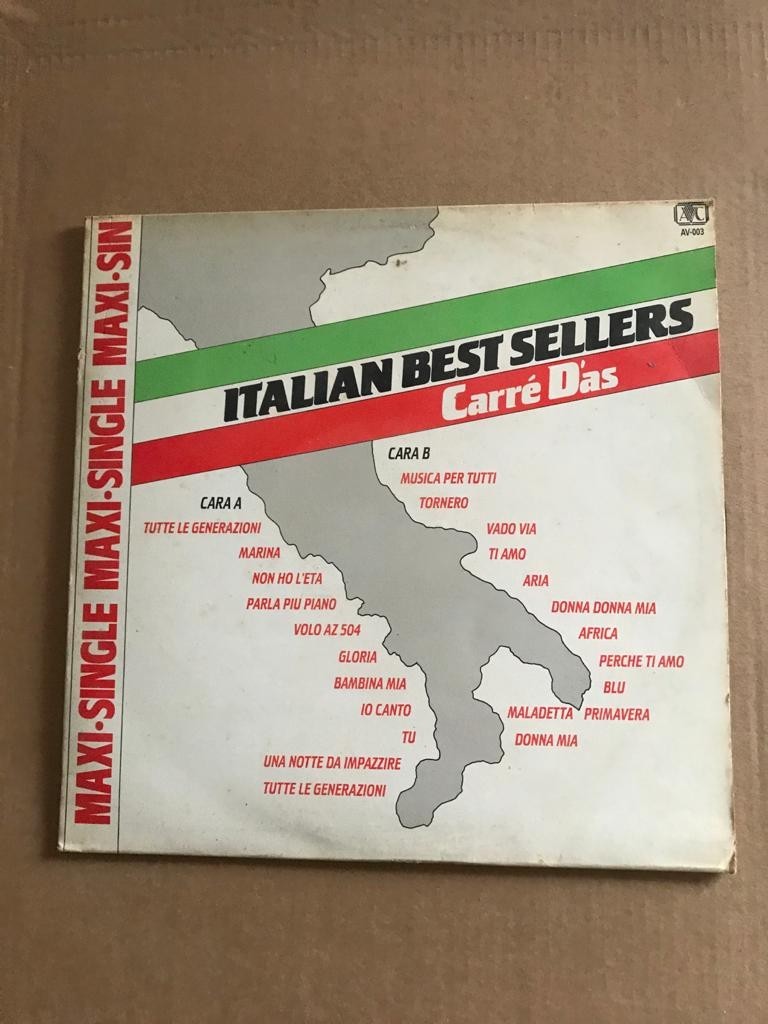 AVC
AV-003
MAXI·SINGLE MAXI·SINGLE MAXI·SIN
ITALIAN BEST SELLERS
Carré D'as
CARA A
TUTTE LE GENERAZIONI
MARINA
NON HO L'ETA
PARLA PIU PIANO
VOLO AZ 504
GLORIA
BAMBINA MIA
IO CANTO
TU
UNA NOTTE DA IMPAZZIRE
TUTTE LE GENERAZIONI
CARA B
MUSICA PER TUTTI
TORNERO
VADO VIA
TI AMO
ARIA
DONNA DONNA MIA
AFRICA
PERCHE TI AMO
BLU
MALADETTA PRIMAVERA
DONNA MIA